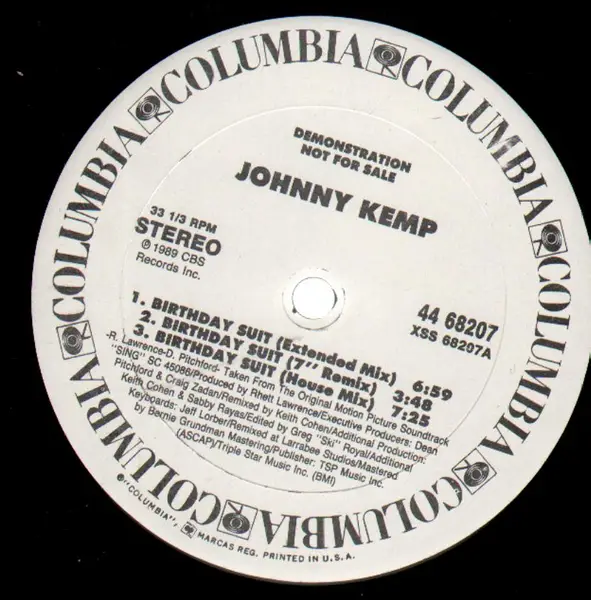 COLUMBIA COLUMBIA COLUMBIA COLUMBIA COLUMBIA COLUMBIA COLUMBIA
DEMONSTRATION
NOT FOR SALE
JOHNNY KEMP
33 1/3 RPM
STEREO
℗ 1989 CBS
Records Inc.
44 68207
XSS 68207A
1. BIRTHDAY SUIT (Extended Mix) 6:59
2. BIRTHDAY SUIT (7" Remix) 3:48
3. BIRTHDAY SUIT (House Mix) 7:25
-R. Lawrence-D. Pitchford- Taken From The Original Motion Picture Soundtrack
"SING" SC 45086/Produced by Rhett Lawrence/Executive Producers: Dean
Pitchford & Craig Zadan/Remixed by Keith Cohen/Additional Production:
Keith Cohen & Sabby Rayas/Edited by Greg "Ski" Royal/Additional
Keyboards: Jeff Lorber/Remixed at Larrabee Studios/Mastered
by Bernie Grundman Mastering/Publisher: TSP Music Inc.
(ASCAP)/Triple Star Music Inc. (BMI)
®"COLUMBIA", MARCAS REG. PRINTED IN U.S.A.